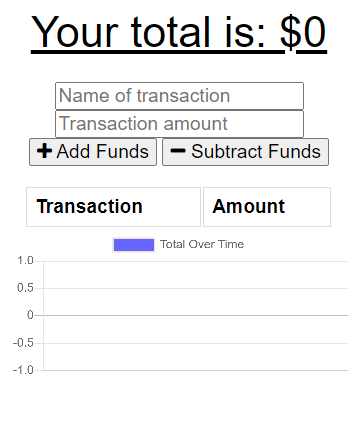 Your total is: $0
Name of transaction
Transaction amount
Add Funds Subtract Funds
Transaction Amount
Total Over Time
1.0
0.5
0
-0.5
-1.0